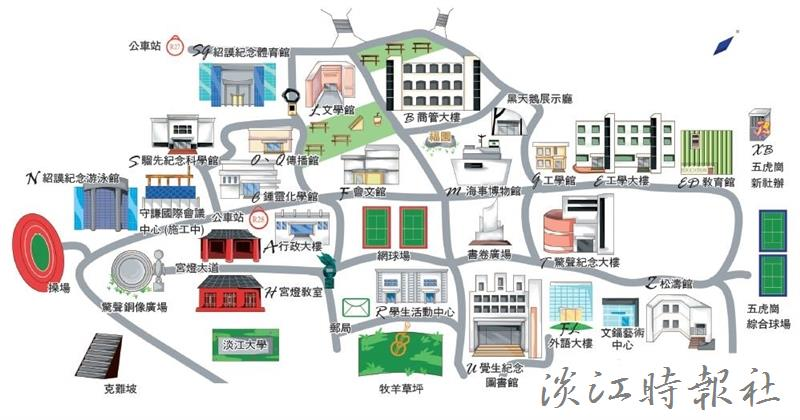 公車站 R27
SG 紹謨紀念體育館
L 文學館
B 商管大樓
黑天鵝展示廳
K
福園
XB
五虎崗
新社辦
S 騮先紀念科學館
O、Q 傳播館
C 鍾靈化學館
F 會文館
M 海事博物館
G 工學館
E 工學大樓
ED 教育館
N 紹謨紀念游泳館
守謙國際會議
中心(施工中)
公車站 R28
A 行政大樓
網球場
書卷廣場
T 驚聲紀念大樓
操場
宮燈大道
驚聲銅像廣場
H 宮燈教室
郵局
R 學生活動中心
U 覺生紀念
圖書館
FL
外語大樓
文錙藝術
中心
Z 松濤館
五虎崗
綜合球場
克難坡
淡江大學
牧羊草坪
淡江時報社